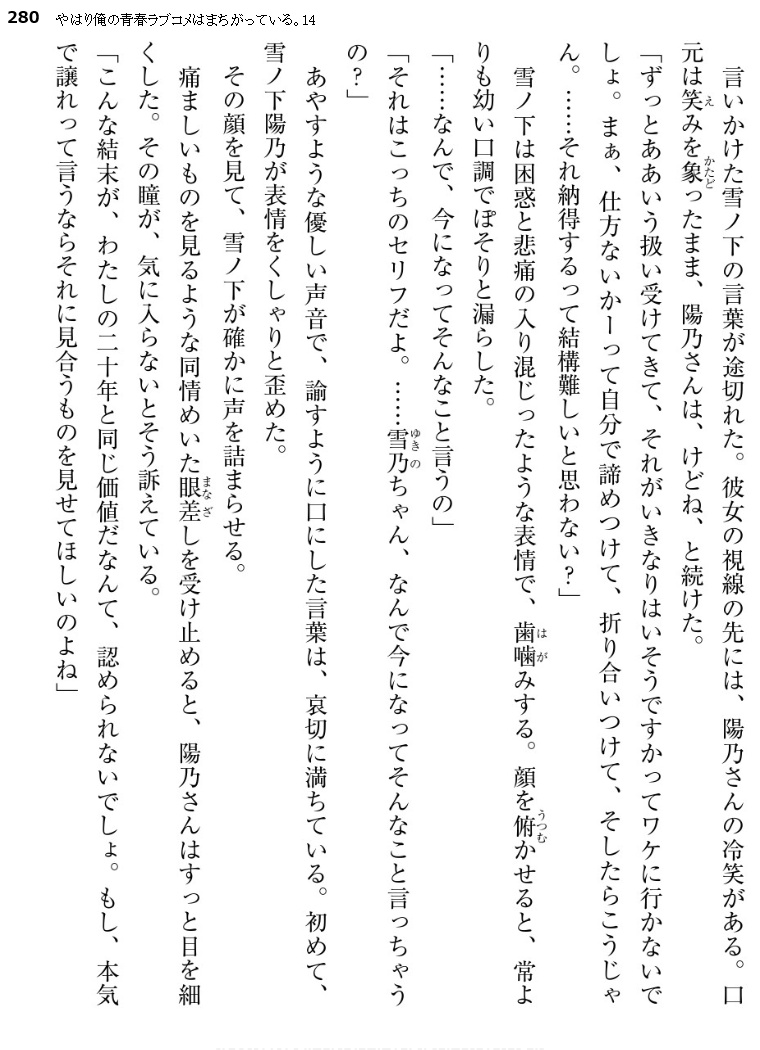 280 やはり俺の青春ラブコメはまちがっている。14
言いかけた雪ノ下の言葉が途切れた。彼女の視線の先には、陽乃さんの冷笑がある。口
元は笑みを象ったまま、陽乃さんは、けどね、と続けた。
「ずっとああいう扱い受けてきて、それがいきなりはいそうですかってワケに行かないで
しょ。まぁ、仕方ないかーって自分で諦めつけて、折り合いつけて、そしたらこうじゃ
ん。……それ納得するって結構難しいと思わない?」
雪ノ下は困惑と悲痛の入り混じったような表情で、歯噛みする。顔を俯かせると、常よ
りも幼い口調でぽそりと漏らした。
「……なんで、今になってそんなこと言うの」
「それはこっちのセリフだよ。……雪乃ちゃん、なんで今になってそんなこと言っちゃう
の?」
あやすような優しい声音で、諭すように口にした言葉は、哀切に満ちている。初めて、
雪ノ下陽乃が表情をくしゃりと歪めた。
その顔を見て、雪ノ下が確かに声を詰まらせる。
痛ましいものを見るような同情めいた眼差しを受け止めると、陽乃さんはすっと目を細
くした。その瞳が、気に入らないとそう訴えている。
「こんな結末が、わたしの二十年と同じ価値だなんて、認められないでしょ。もし、本気
で譲れって言うならそれに見合うものを見せてほしいのよね」